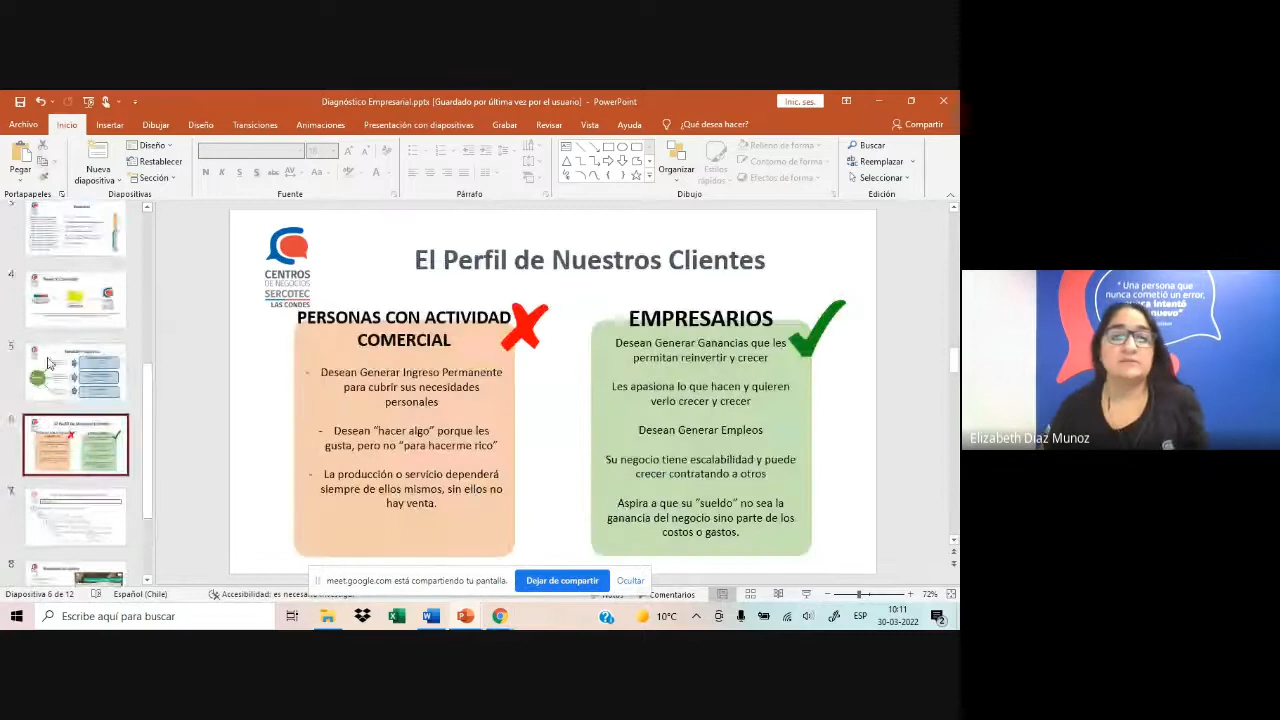 Diagnóstico Empresarial.pptx [Guardado por última vez por el usuario] - PowerPoint
Inic. ses.
Archivo Inicio Insertar Dibujar Diseño Transiciones Animaciones Presentación con diapositivas Grabar Revisar Vista Ayuda ¿Qué desea hacer? Compartir
Pegar
Nueva diapositiva
Diseño
Restablecer
Sección
Organizar
Estilos rápidos
Relleno de forma
Contorno de forma
Efectos de forma
Buscar
Reemplazar
Seleccionar
Portapapeles Diapositivas Fuente Párrafo Dibujo Edición
4
5
6
7
8
CENTROS
DE NEGOCIOS
SERCOTEC
LAS CONDES
El Perfil de Nuestros Clientes
PERSONAS CON ACTIVIDAD
COMERCIAL
- Desean Generar Ingreso Permanente
para cubrir sus necesidades
personales
- Desean "hacer algo" porque les
gusta, pero no "para hacerme rico"
- La producción o servicio dependerá
siempre de ellos mismos, sin ellos no
hay venta.
EMPRESARIOS
Desean Generar Ganancias que les
permitan reinvertir y crecer
Les apasiona lo que hacen y quieren
verlo crecer y crecer
Desean Generar Empleos
Su negocio tiene escalabilidad y puede
crecer contratando a otros
Aspira a que su "sueldo" no sea la
ganancia del negocio sino parte de los
costos o gastos.
meet.google.com está compartiendo tu pantalla. Dejar de compartir Ocultar
Diapositiva 6 de 12 Español (Chile) Accesibilidad: es necesario investigar Notas Comentarios 72%
Escribe aquí para buscar
10°C
ESP
10:11
30-03-2022
2
"Una persona que
nunca cometió un error,
nunca intentó
Elizabeth Diaz Munoz